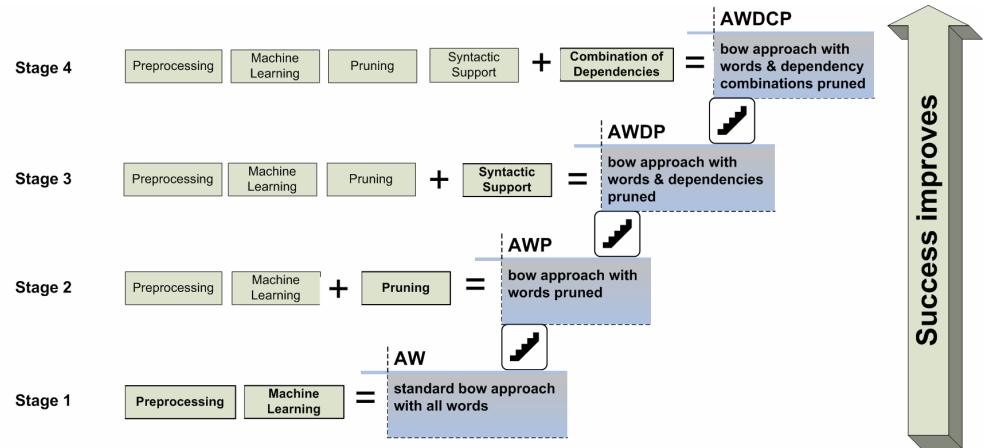 AWDCP
Stage 4
Preprocessing
Machine
Learning
Pruning
Syntactic
Support
+
Combination of
Dependencies
=
bow approach with
words & dependency
combinations pruned
AWDP
Stage 3
Preprocessing
Machine
Learning
Pruning
+
Syntactic
Support
=
bow approach with
words & dependencies
pruned
AWP
Stage 2
Preprocessing
Machine
Learning
+
Pruning
=
bow approach with
words pruned
AW
Stage 1
Preprocessing
Machine
Learning
=
standard bow approach
with all words
Success improves